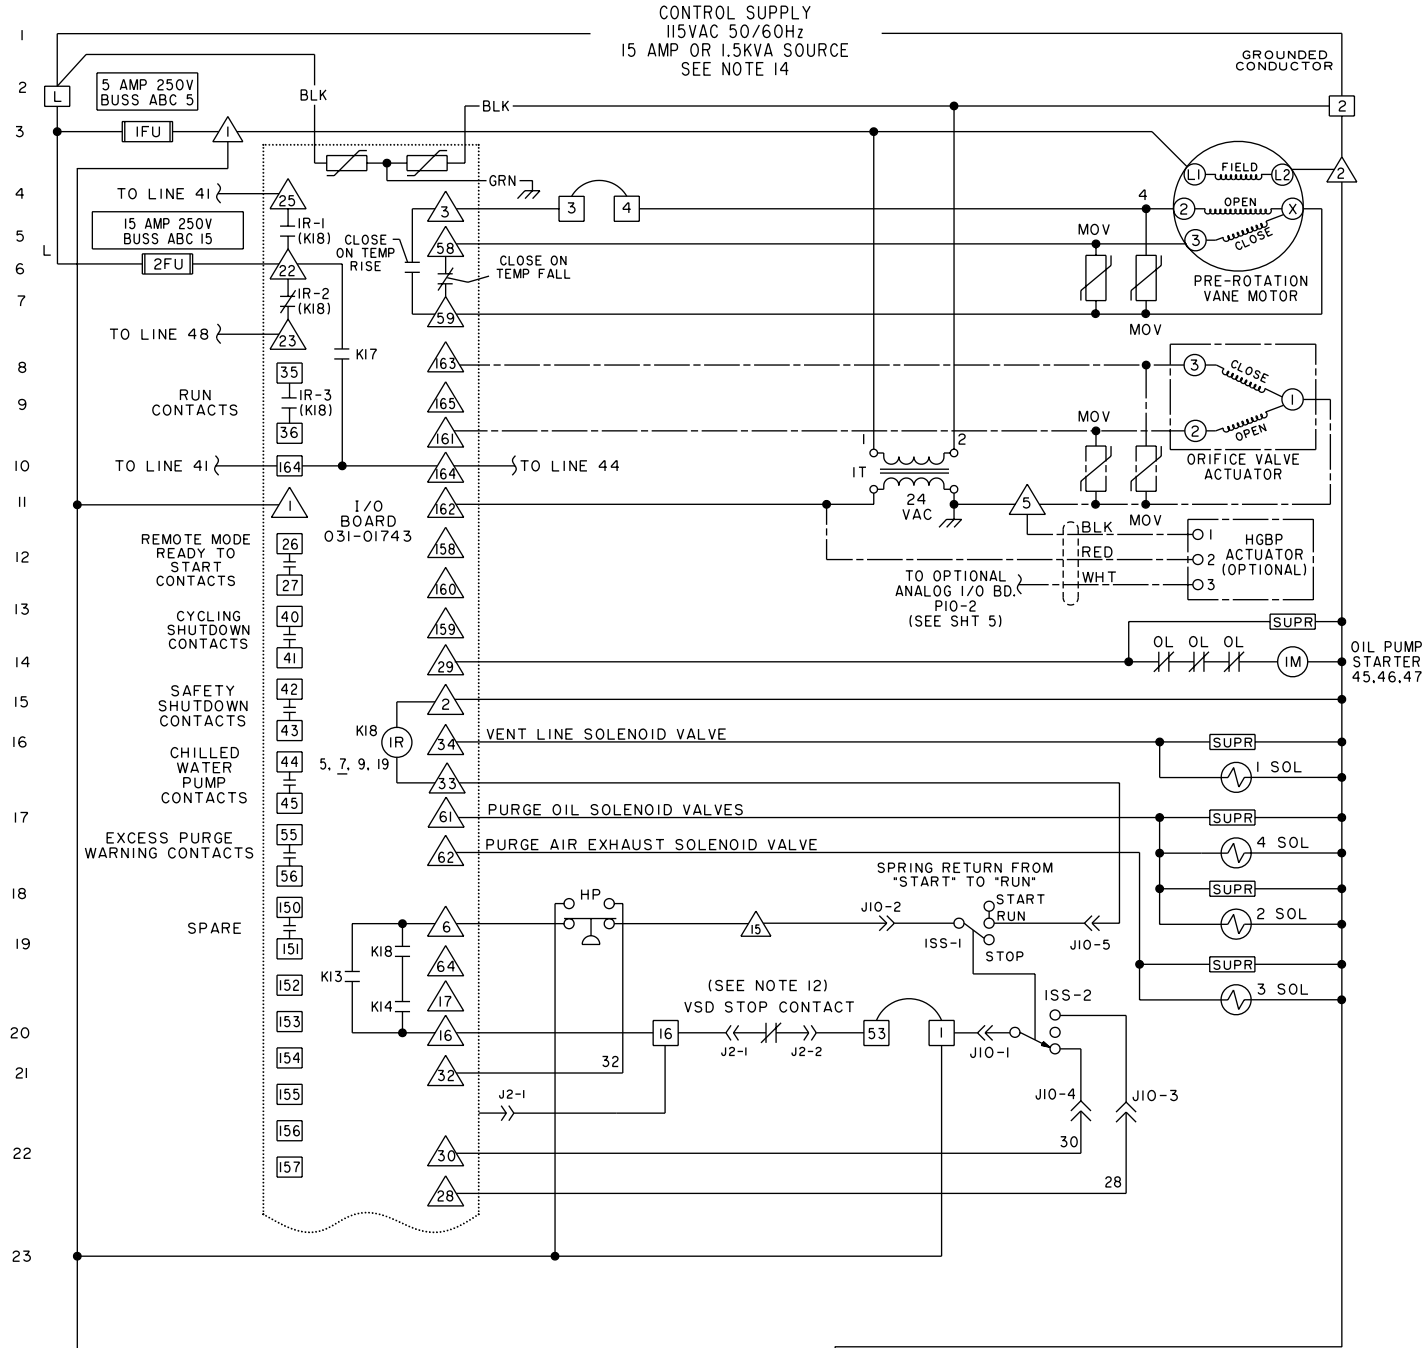 CONTROL SUPPLY
115VAC 50/60Hz
15 AMP OR 1.5KVA SOURCE
SEE NOTE 14
GROUNDED
CONDUCTOR
1
2
L
5 AMP 250V
BUSS ABC 5
BLK
BLK
2
3
1FU
1
GRN
L1
FIELD
L2
2
4
TO LINE 41
25
3
3
4
4
2
OPEN
X
15 AMP 250V
BUSS ABC 15
1R-1
(K18)
CLOSE
ON TEMP
RISE
58
MOV
3
CLOSE
5
L
2FU
22
CLOSE ON
TEMP FALL
6
PRE-ROTATION
VANE MOTOR
7
1R-2
(K18)
59
MOV
TO LINE 48
23
K17
8
35
163
3
CLOSE
RUN
CONTACTS
1R-3
(K18)
165
1
9
36
161
MOV
2
OPEN
1
2
10
TO LINE 41
164
164
TO LINE 44
1T
ORIFICE VALVE
ACTUATOR
11
1
I/O
BOARD
031-01743
162
24
VAC
5
MOV
REMOTE MODE
READY TO
START
CONTACTS
26
27
158
BLK
1
HGBP
ACTUATOR
(OPTIONAL)
12
RED
2
TO OPTIONAL
ANALOG I/O BD.
P10-2
(SEE SHT 5)
WHT
3
160
13
CYCLING
SHUTDOWN
CONTACTS
40
41
159
SUPR
14
29
OL
OL
OL
1M
OIL PUMP
STARTER
45,46,47
15
SAFETY
SHUTDOWN
CONTACTS
42
43
2
16
K18
1R
5, 7, 9, 19
34
VENT LINE SOLENOID VALVE
SUPR
1 SOL
CHILLED
WATER
PUMP
CONTACTS
44
45
33
17
61
PURGE OIL SOLENOID VALVES
SUPR
EXCESS PURGE
WARNING CONTACTS
55
56
62
PURGE AIR EXHAUST SOLENOID VALVE
4 SOL
18
SPRING RETURN FROM
"START" TO "RUN"
SUPR
HP
START
RUN
STOP
SPARE
150
151
6
15
J10-2
1SS-1
J10-5
2 SOL
19
K13
K18
64
SUPR
152
K14
17
(SEE NOTE 12)
VSD STOP CONTACT
1SS-2
3 SOL
153
20
16
16
J2-1
J2-2
53
1
J10-1
154
21
32
32
155
J2-1
J10-4
J10-3
156
22
30
30
157
28
28
23